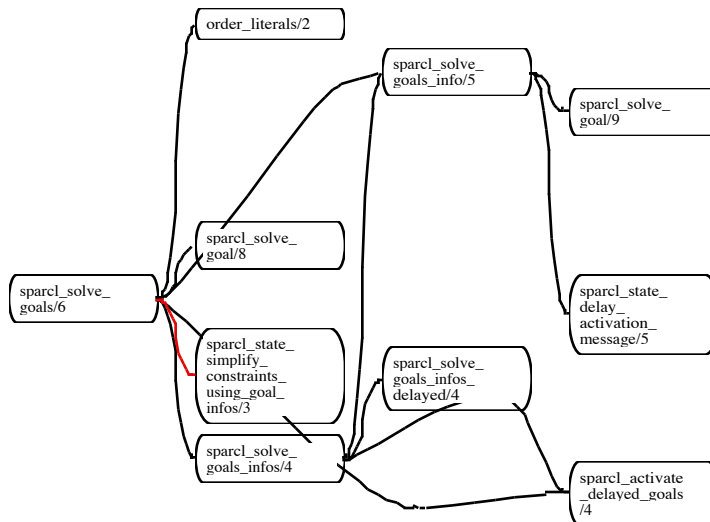 order_literals/2
sparcl_solve_
goals_info/5
sparcl_solve_
goal/9
sparcl_solve_
goal/8
sparcl_solve_
goals/6
sparcl_state_
delay_
activation_
message/5
sparcl_state_
simplify_
constraints_
using_goal_
infos/3
sparcl_solve_
goals_infos_
delayed/4
sparcl_solve_
goals_infos/4
sparcl_activate
_delayed_goals
/4